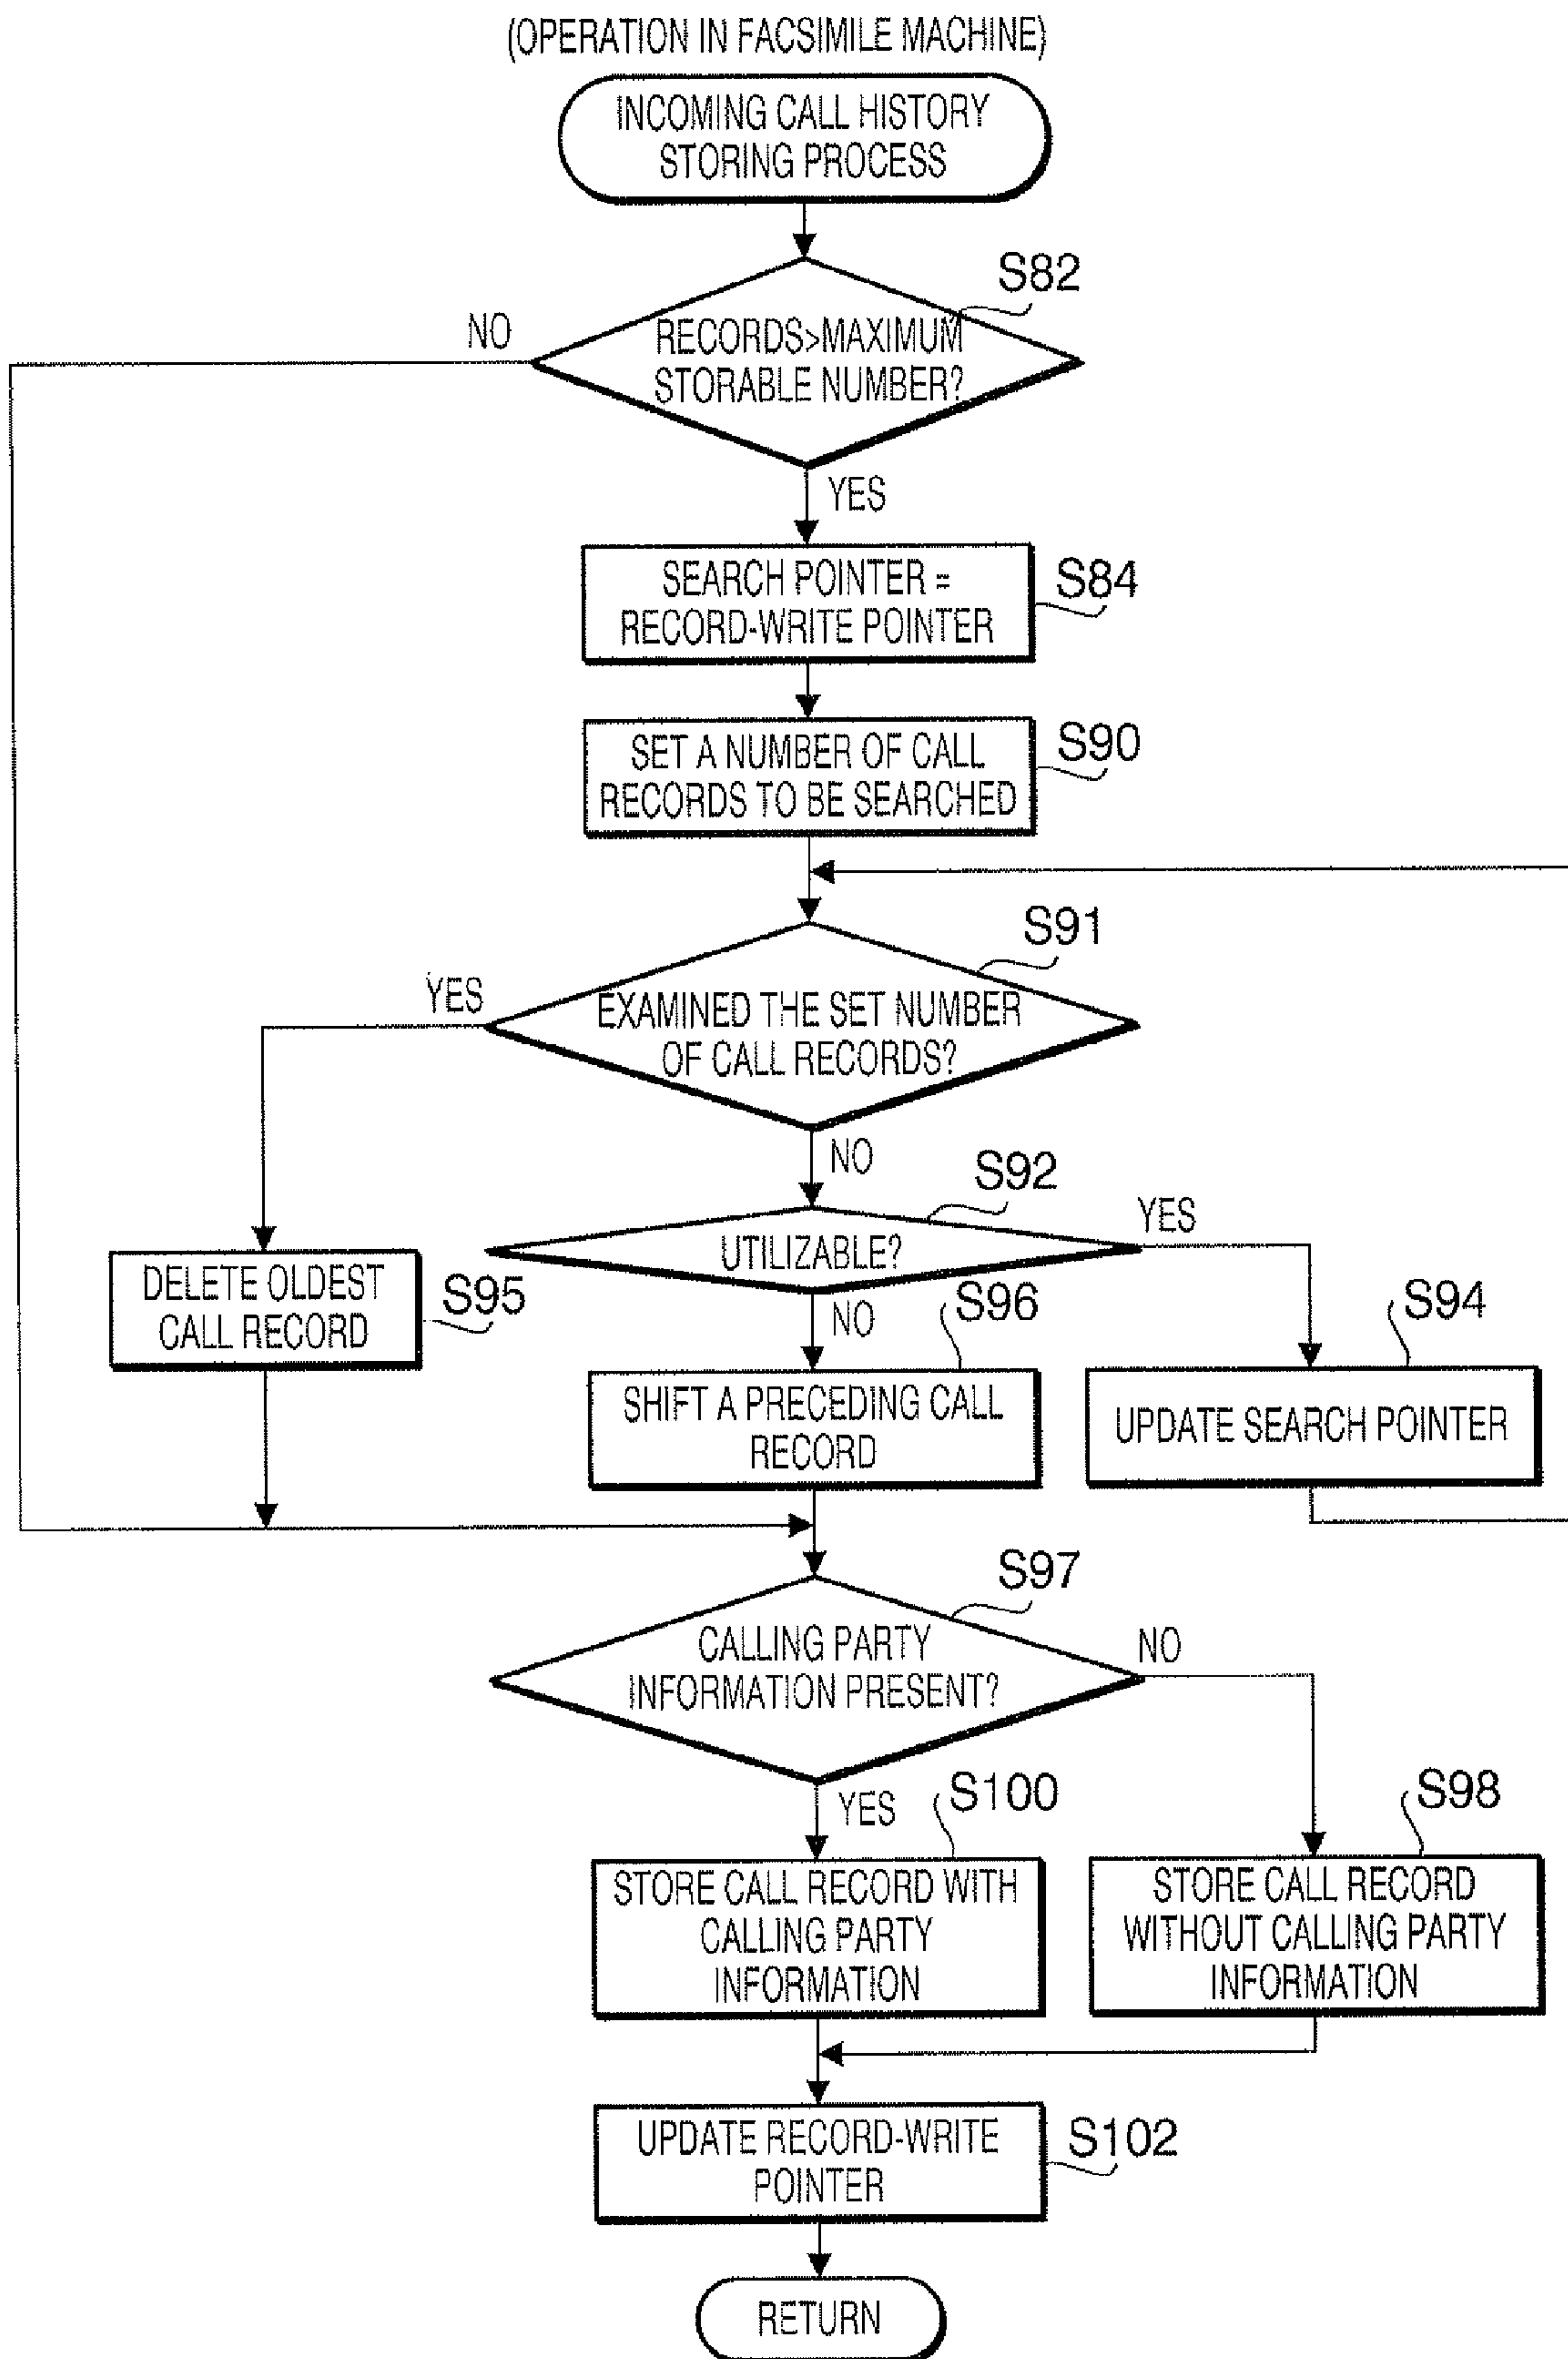 (OPERATION IN FACSIMILE MACHINE)
INCOMING CALL HISTORY
STORING PROCESS
S82
NO
RECORDS>MAXIMUM
STORABLE NUMBER?
YES
SEARCH POINTER =
RECORD-WRITE POINTER
S84
SET A NUMBER OF CALL
RECORDS TO BE SEARCHED
S90
S91
YES
EXAMINED THE SET NUMBER
OF CALL RECORDS?
NO
S92
YES
UTILIZABLE?
DELETE OLDEST
CALL RECORD
S95
NO
S96
S94
SHIFT A PRECEDING CALL
RECORD
UPDATE SEARCH POINTER
S97
CALLING PARTY
INFORMATION PRESENT?
NO
YES
S100
S98
STORE CALL RECORD WITH
CALLING PARTY
INFORMATION
STORE CALL RECORD
WITHOUT CALLING PARTY
INFORMATION
UPDATE RECORD-WRITE
POINTER
S102
RETURN